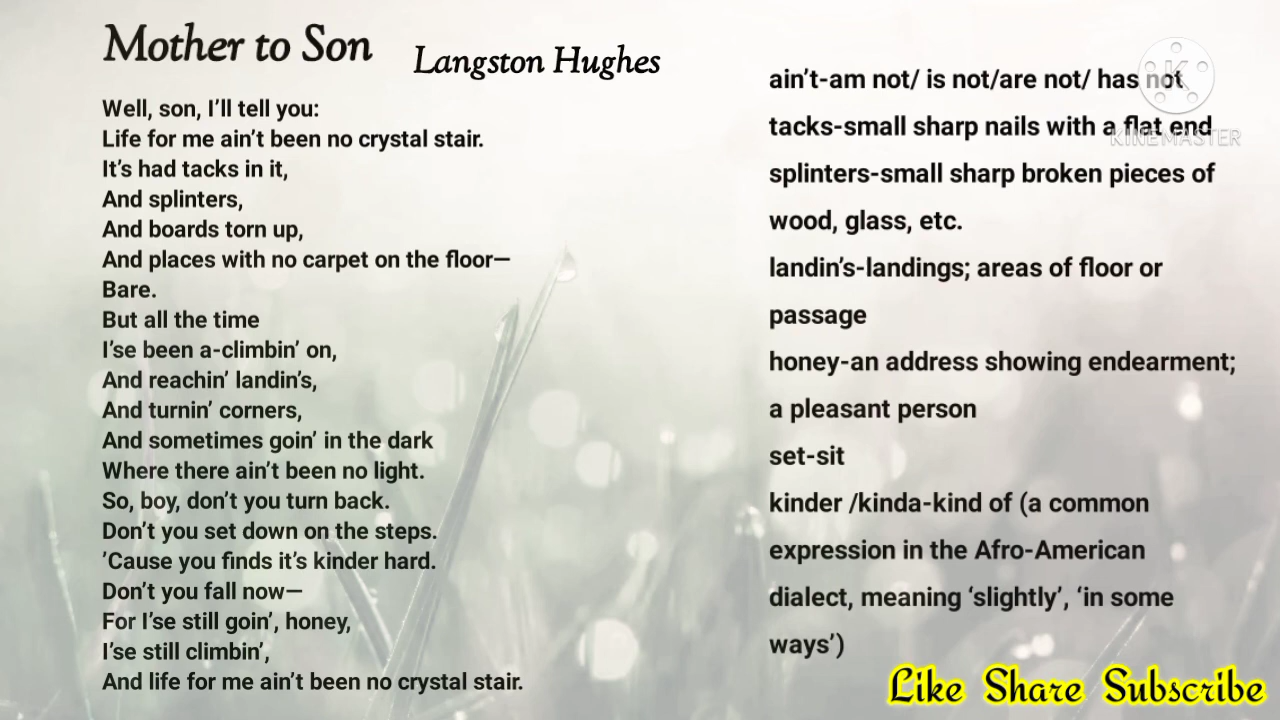 Mother to Son
Langston Hughes
Well, son, I’ll tell you:
Life for me ain’t been no crystal stair.
It’s had tacks in it,
And splinters,
And boards torn up,
And places with no carpet on the floor—
Bare.
But all the time
I’se been a-climbin’ on,
And reachin’ landin’s,
And turnin’ corners,
And sometimes goin’ in the dark
Where there ain’t been no light.
So, boy, don’t you turn back.
Don’t you set down on the steps.
’Cause you finds it’s kinder hard.
Don’t you fall now—
For I’se still goin’, honey,
I’se still climbin’,
And life for me ain’t been no crystal stair.
ain’t-am not/ is not/are not/ has not
tacks-small sharp nails with a flat end
splinters-small sharp broken pieces of
wood, glass, etc.
landin’s-landings; areas of floor or
passage
honey-an address showing endearment;
a pleasant person
set-sit
kinder /kinda-kind of (a common
expression in the Afro-American
dialect, meaning ‘slightly’, ‘in some
ways’)
K
KINEMASTER
Like Share Subscribe